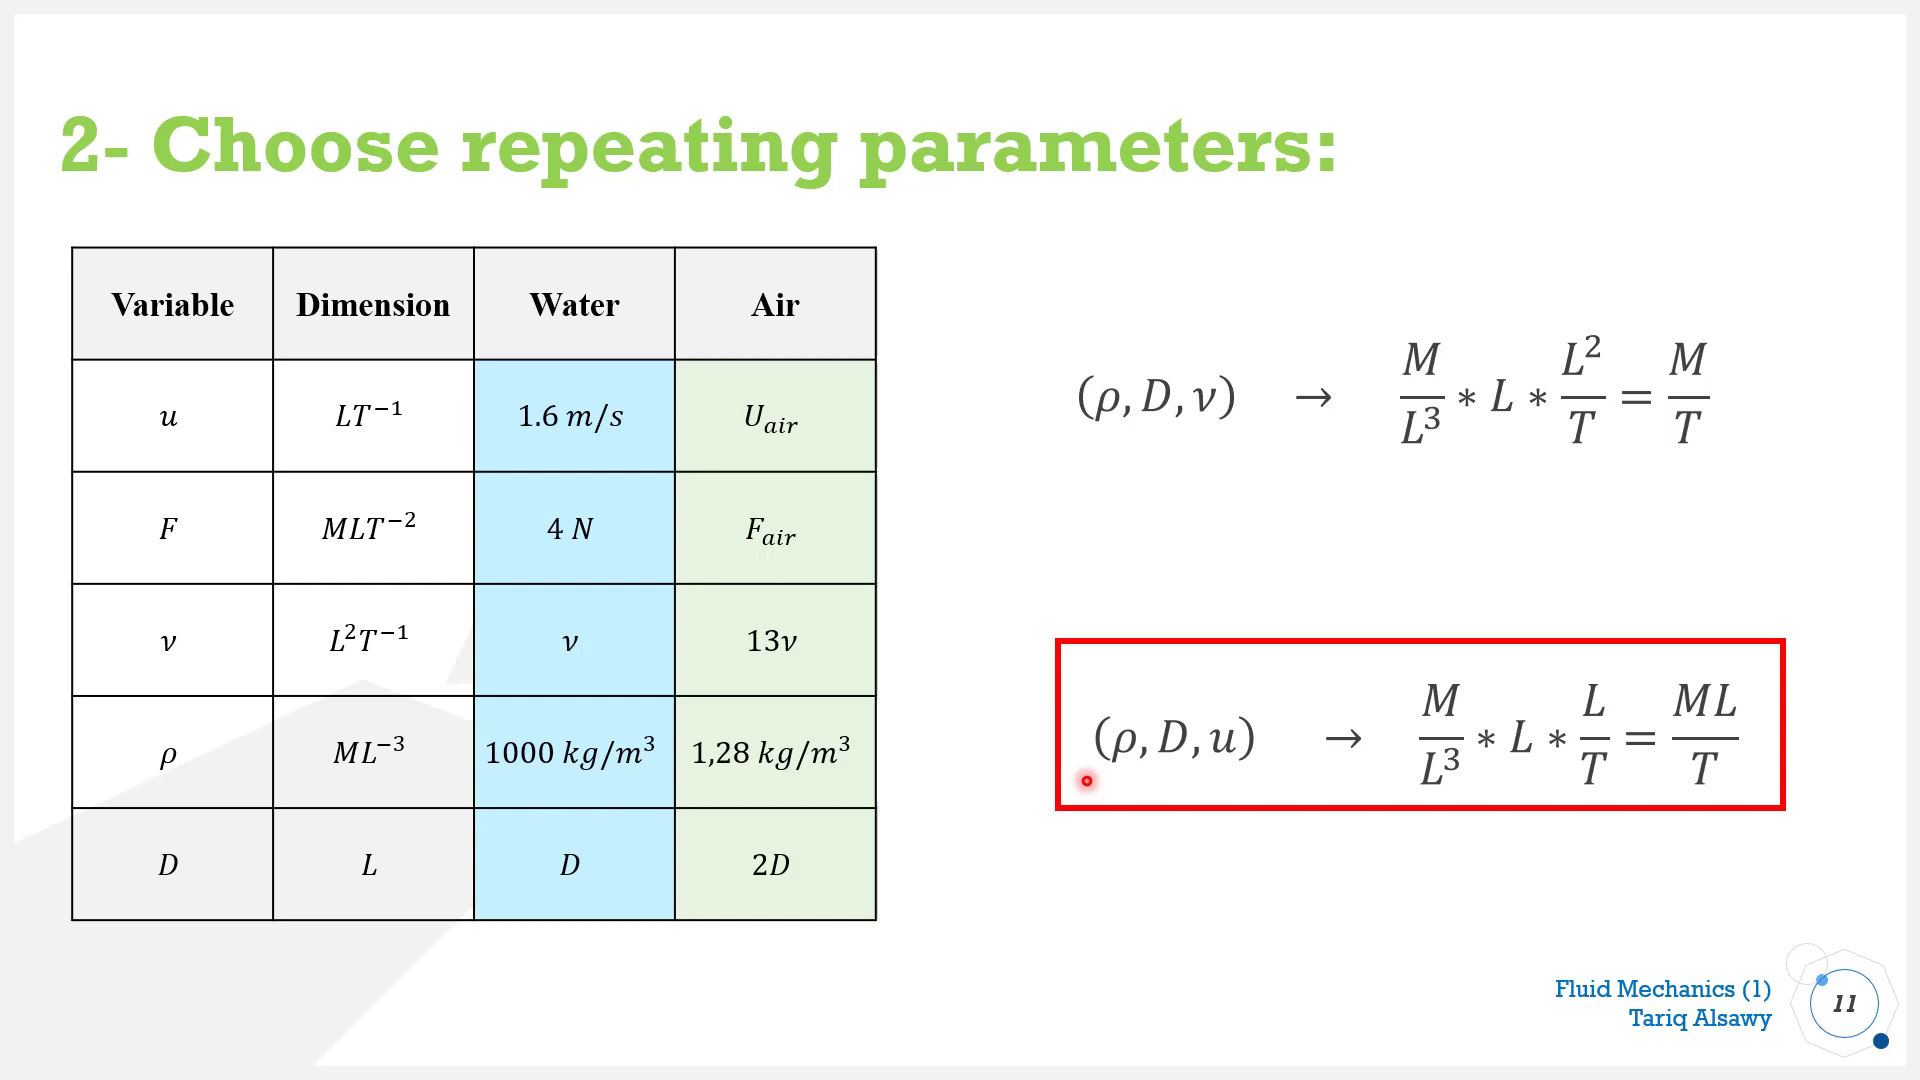 2- Choose repeating parameters:
Variable Dimension Water Air
u LT⁻¹ 1.6 m/s U_air
F MLT⁻² 4 N F_air
ν L²T⁻¹ ν 13ν
ρ ML⁻³ 1000 kg/m³ 1,28 kg/m³
D L D 2D
(ρ, D, ν) → M/L³ * L * L²/T = M/T
(ρ, D, u) → M/L³ * L * L/T = ML/T
Fluid Mechanics (1)
Tariq Alsawy
11